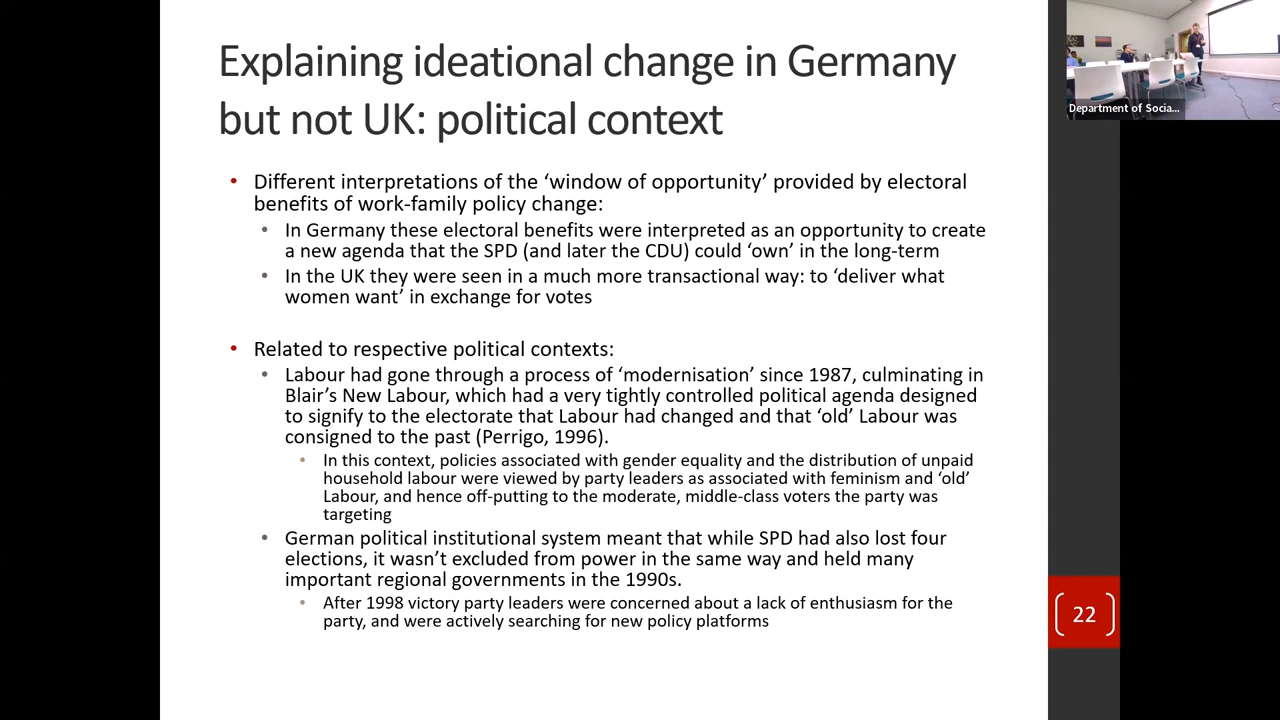 Explaining ideational change in Germany
but not UK: political context
• Different interpretations of the ‘window of opportunity’ provided by electoral
benefits of work-family policy change:
• In Germany these electoral benefits were interpreted as an opportunity to create
a new agenda that the SPD (and later the CDU) could ‘own’ in the long-term
• In the UK they were seen in a much more transactional way: to ‘deliver what
women want’ in exchange for votes
• Related to respective political contexts:
• Labour had gone through a process of ‘modernisation’ since 1987, culminating in
Blair’s New Labour, which had a very tightly controlled political agenda designed
to signify to the electorate that Labour had changed and that ‘old’ Labour was
consigned to the past (Perrigo, 1996).
• In this context, policies associated with gender equality and the distribution of unpaid
household labour were viewed by party leaders as associated with feminism and ‘old’
Labour, and hence off-putting to the moderate, middle-class voters the party was
targeting
• German political institutional system meant that while SPD had also lost four
elections, it wasn’t excluded from power in the same way and held many
important regional governments in the 1990s.
• After 1998 victory party leaders were concerned about a lack of enthusiasm for the
party, and were actively searching for new policy platforms
22
Department of Socia...